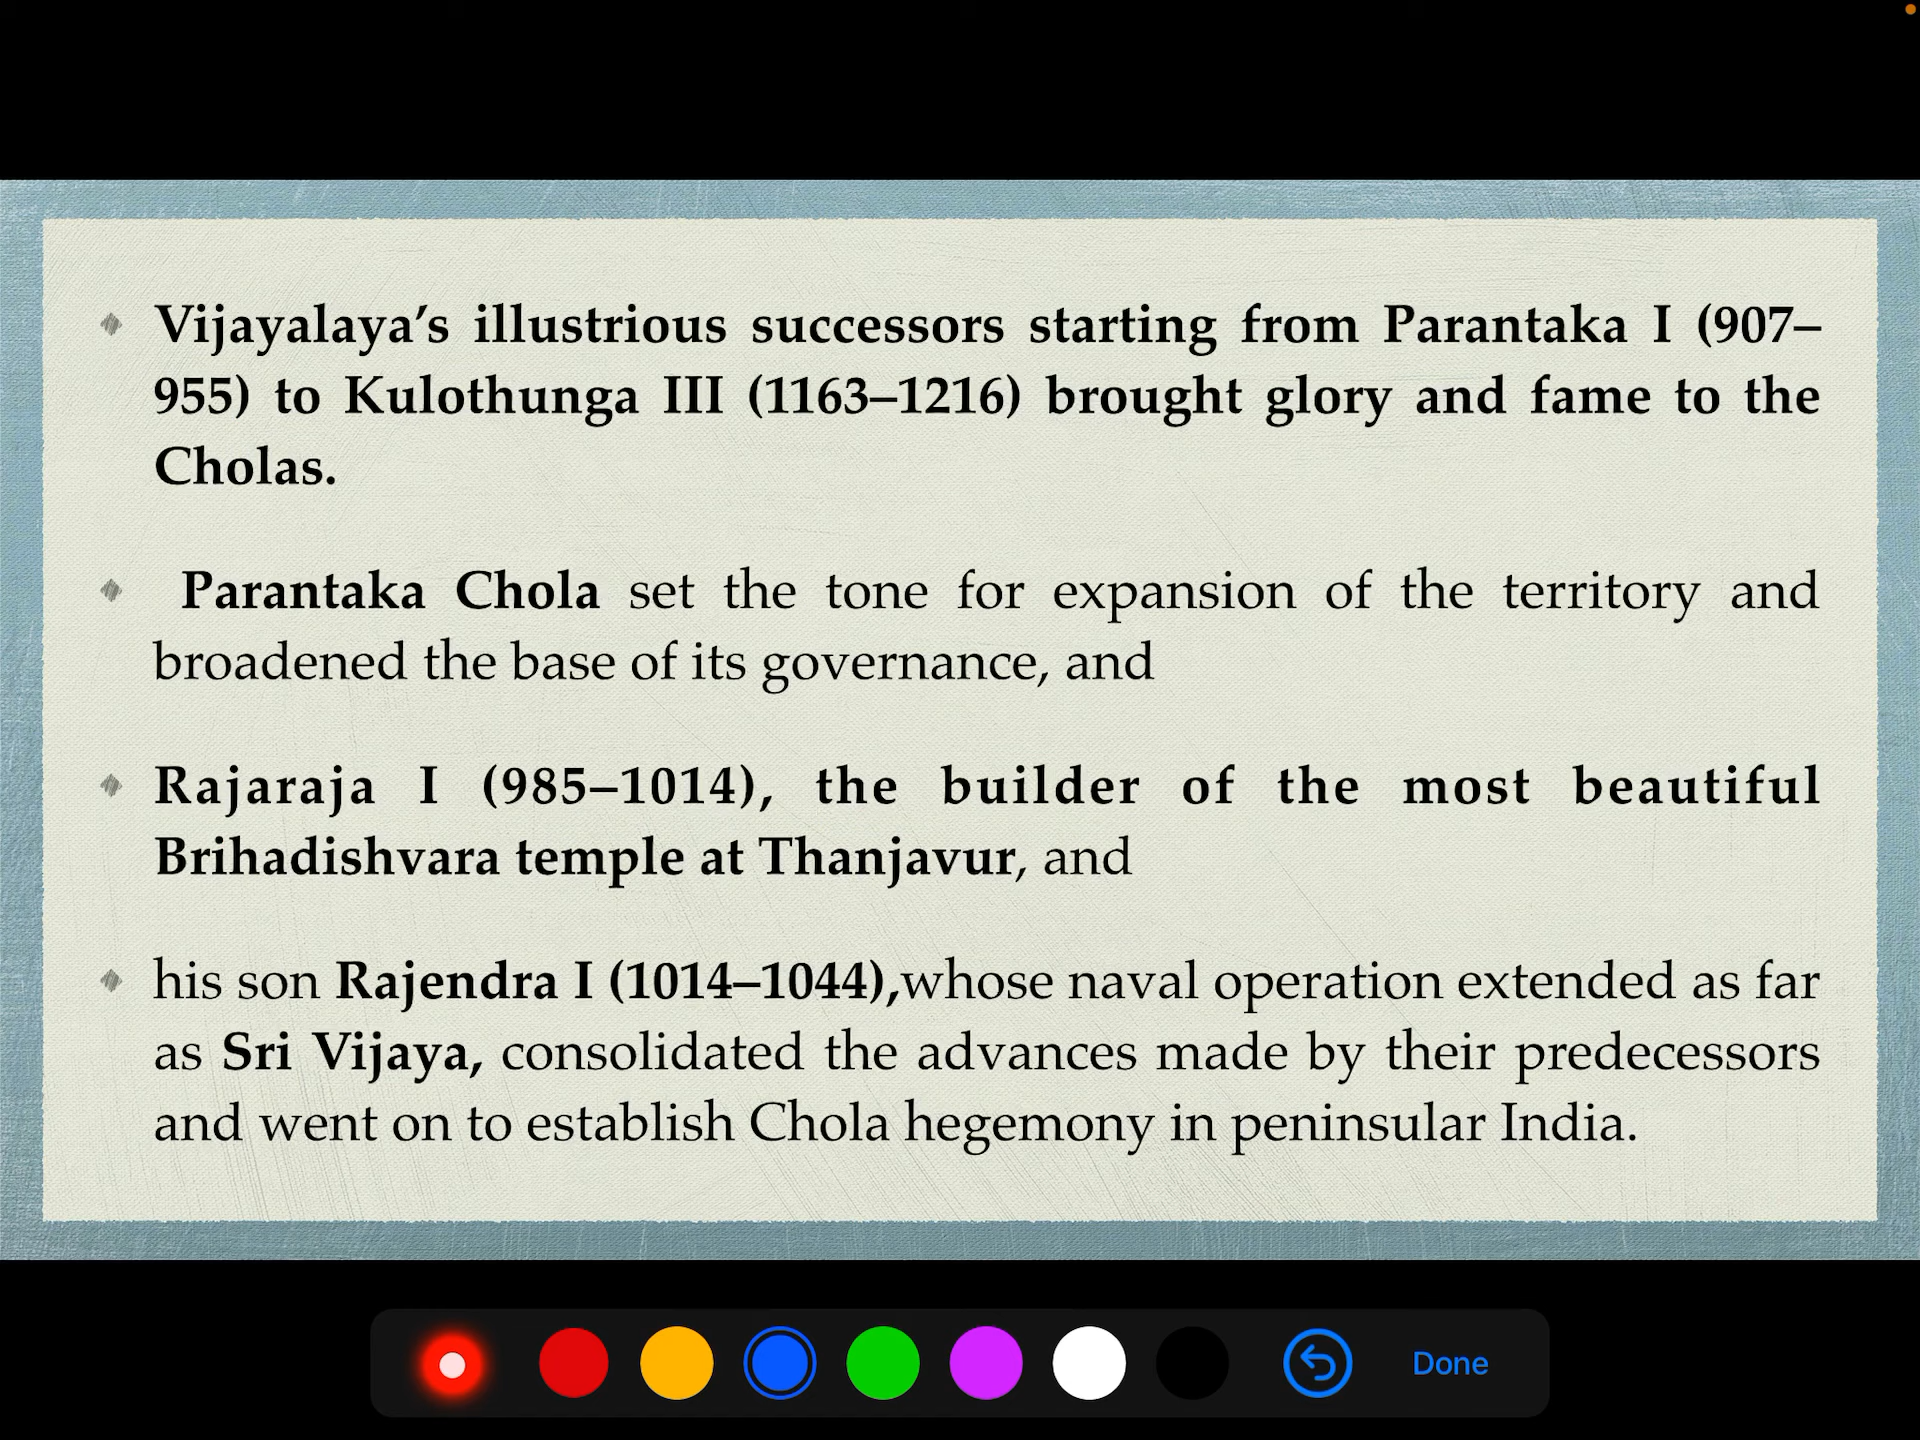 Vijayalaya’s illustrious successors starting from Parantaka I (907–
955) to Kulothunga III (1163–1216) brought glory and fame to the
Cholas.
Parantaka Chola set the tone for expansion of the territory and
broadened the base of its governance, and
Rajaraja I (985–1014), the builder of the most beautiful
Brihadishvara temple at Thanjavur, and
his son Rajendra I (1014–1044),whose naval operation extended as far
as Sri Vijaya, consolidated the advances made by their predecessors
and went on to establish Chola hegemony in peninsular India.
Done